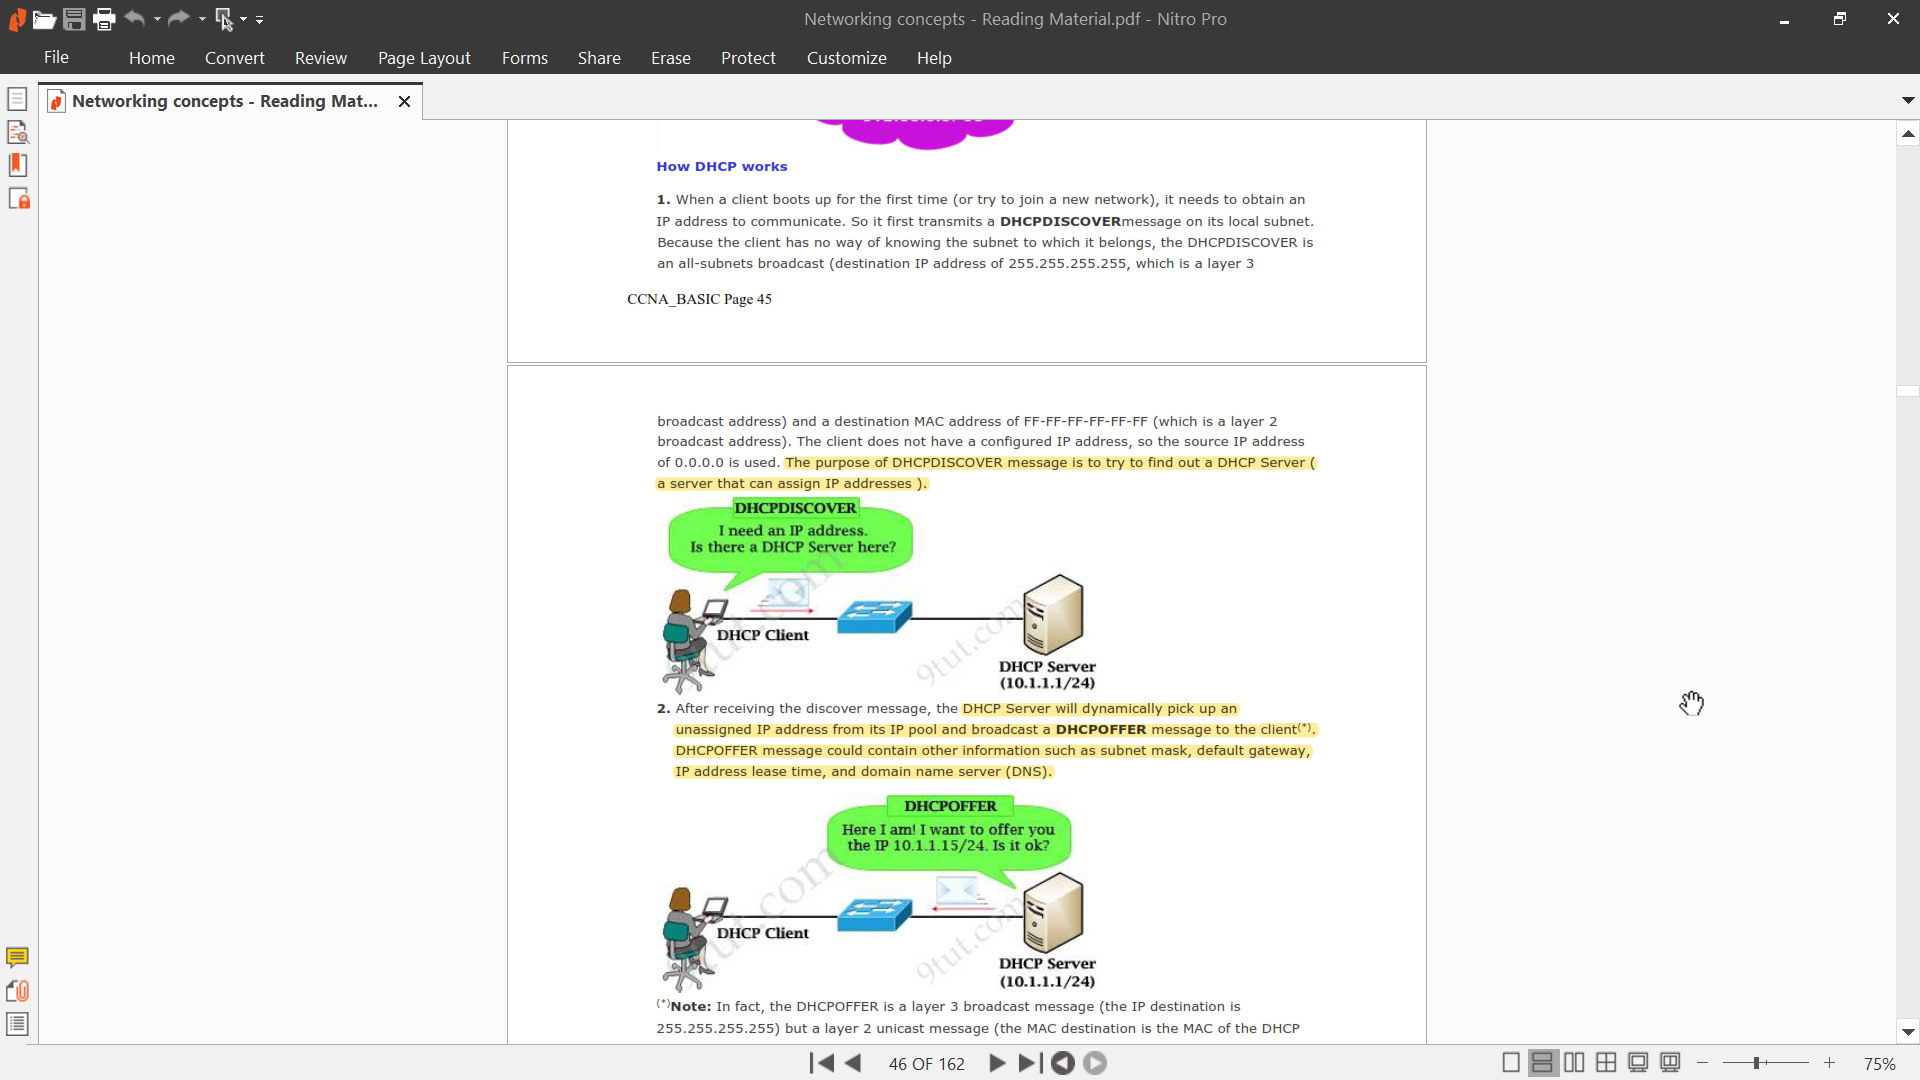 Networking concepts - Reading Material.pdf - Nitro Pro
File Home Convert Review Page Layout Forms Share Erase Protect Customize Help
Networking concepts - Reading Mat...
How DHCP works
1. When a client boots up for the first time (or try to join a new network), it needs to obtain an
IP address to communicate. So it first transmits a DHCPDISCOVERmessage on its local subnet.
Because the client has no way of knowing the subnet to which it belongs, the DHCPDISCOVER is
an all-subnets broadcast (destination IP address of 255.255.255.255, which is a layer 3
CCNA_BASIC Page 45
broadcast address) and a destination MAC address of FF-FF-FF-FF-FF-FF (which is a layer 2
broadcast address). The client does not have a configured IP address, so the source IP address
of 0.0.0.0 is used. The purpose of DHCPDISCOVER message is to try to find out a DHCP Server (
a server that can assign IP addresses ).
DHCPDISCOVER
I need an IP address.
Is there a DHCP Server here?
DHCP Client
9tut.com
DHCP Server
(10.1.1.1/24)
2. After receiving the discover message, the DHCP Server will dynamically pick up an
unassigned IP address from its IP pool and broadcast a DHCPOFFER message to the client(*).
DHCPOFFER message could contain other information such as subnet mask, default gateway,
IP address lease time, and domain name server (DNS).
DHCPOFFER
Here I am! I want to offer you
the IP 10.1.1.15/24. Is it ok?
DHCP Client
9tut.com
DHCP Server
(10.1.1.1/24)
(*)Note: In fact, the DHCPOFFER is a layer 3 broadcast message (the IP destination is
255.255.255.255) but a layer 2 unicast message (the MAC destination is the MAC of the DHCP
46 OF 162
75%